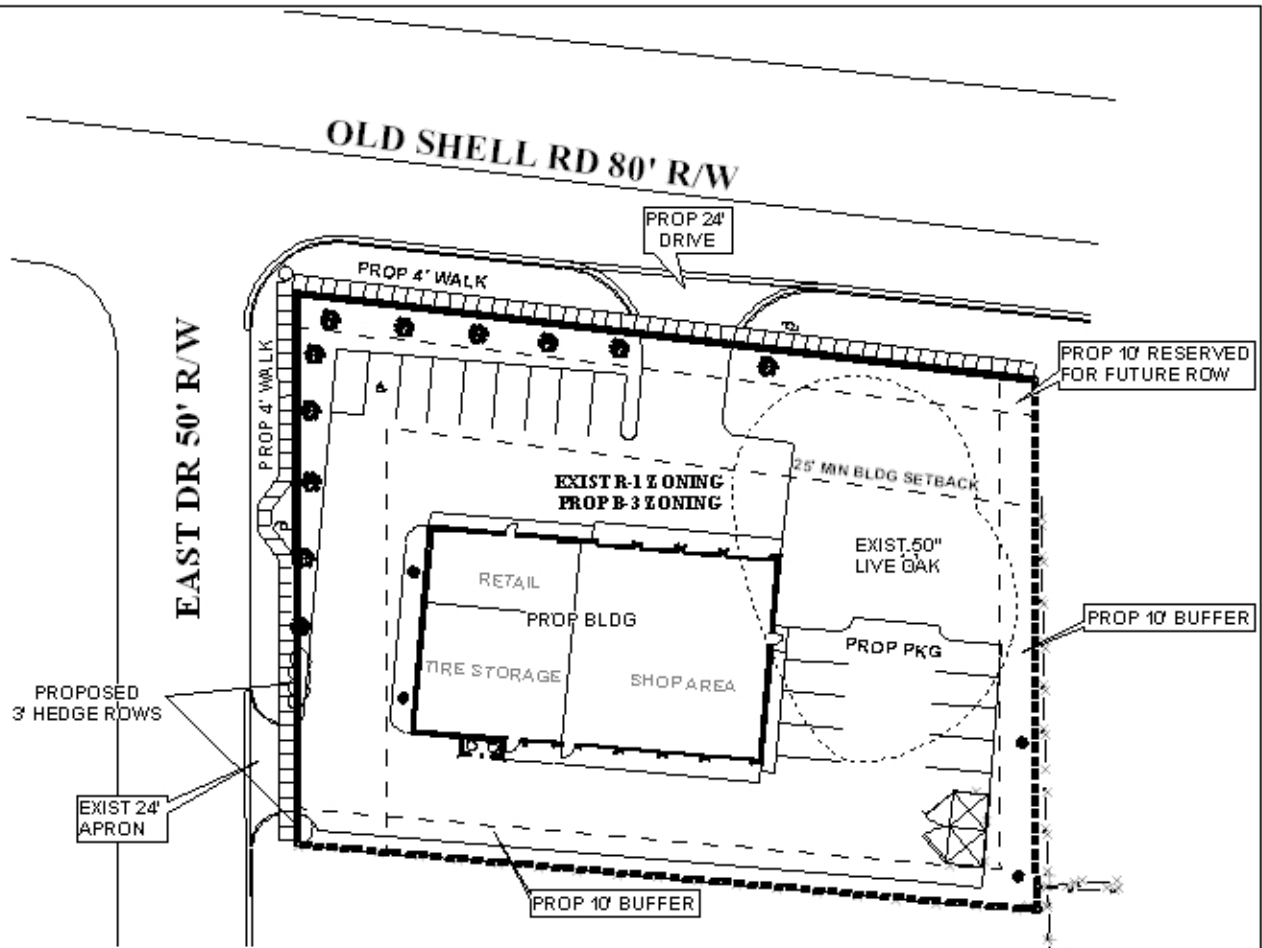 OLD SHELL RD 80' R/W
PROP 24'
DRIVE
PROP 4' WALK
PROP 10' RESERVED
FOR FUTURE ROW
EAST DR 50' R/W
PROP 4' WALK
25' MIN BLDG SETBACK
EXIST R-1 ZONING
PROP B-3 ZONING
EXIST 50"
LIVE OAK
RETAIL
PROP BLDG
PROP 10' BUFFER
PROP PKG
TIRE STORAGE
SHOP AREA
PROPOSED
3' HEDGE ROWS
EXIST 24'
APRON
PROP 10' BUFFER